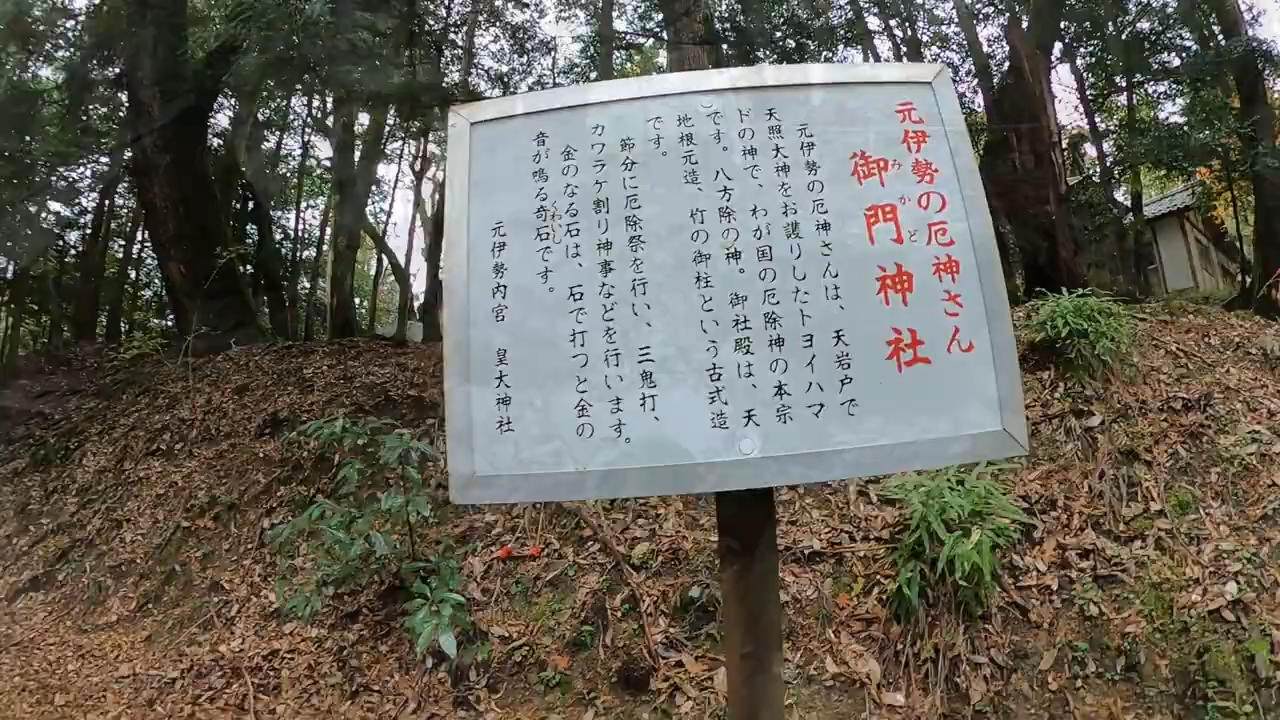 元伊勢の厄神さん
御門神社
みかど
元伊勢の厄神さんは、天岩戸で
天照大神をお護りしたトヨイハマ
ドの神で、わが国の厄除神の本宗
です。八方除の神。御社殿は、天
地根元造、竹の御柱という古式造
です。
節分に厄除祭を行い、三鬼打、
カワラケ割り神事などを行います。
金のなる石は、石で打つと金の
音が鳴る奇石です。
くわいし
元伊勢内宮 皇大神社